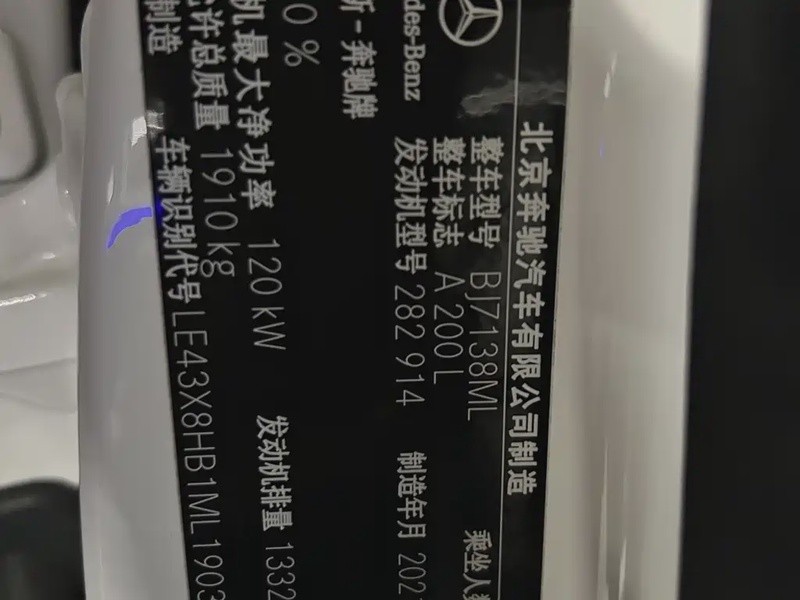 北京奔驰汽车有限公司制造
整车型号 BJ7138ML 乘坐人数
整车标志 A 200 L
des-Benz 发动机型号 282 914 制造年月 202
-奔驰牌
0 %
机最大净功率 120 kW 发动机排量 1332
许总质量 1910 kg
制造 车辆识别代号 LE43X8HB1ML1903